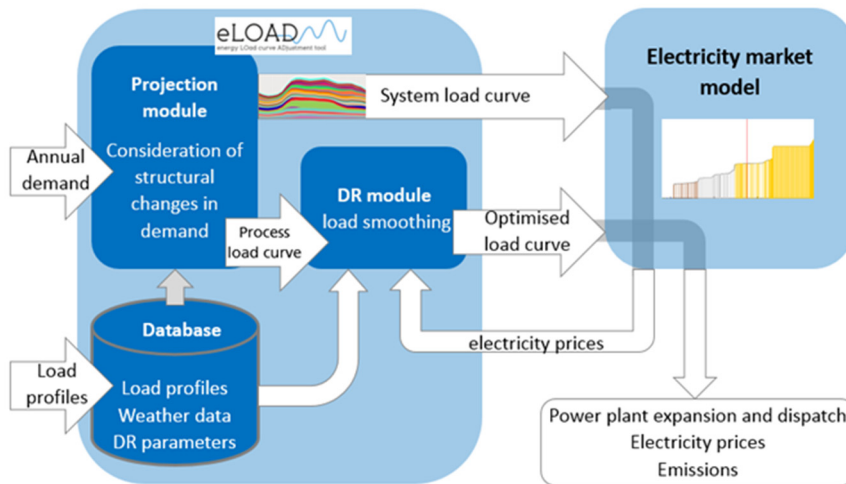 eLOAD
energy LOad curve ADjustment tool
Projection
module
Consideration of
structural
changes in
demand
Annual
demand
System load curve
Electricity market
model
DR module
load smoothing
Process
load curve
Optimised
load curve
Database
Load profiles
Weather data
DR parameters
Load
profiles
electricity prices
Power plant expansion and dispatch
Electricity prices
Emissions